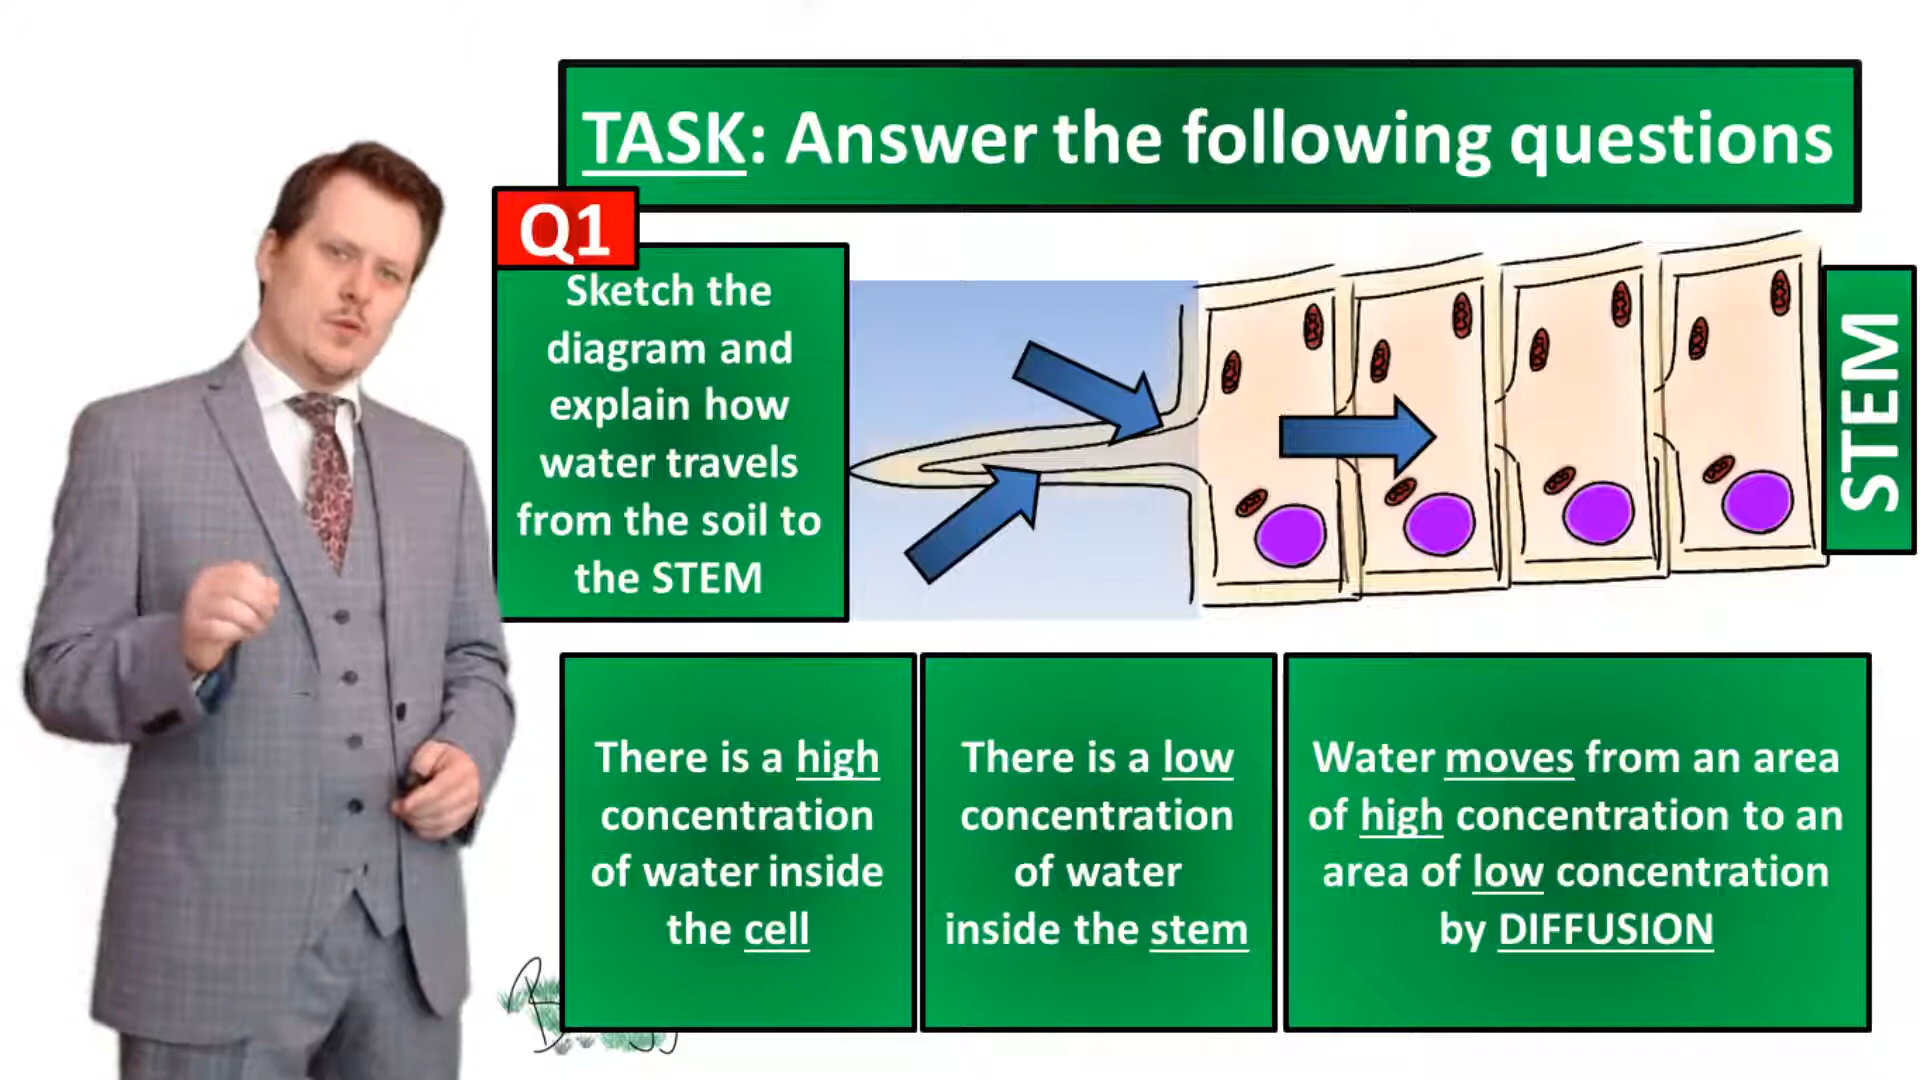 TASK: Answer the following questions
Q1
Sketch the
diagram and
explain how
water travels
from the soil to
the STEM
STEM
There is a high
concentration
of water inside
the cell
There is a low
concentration
of water
inside the stem
Water moves from an area
of high concentration to an
area of low concentration
by DIFFUSION